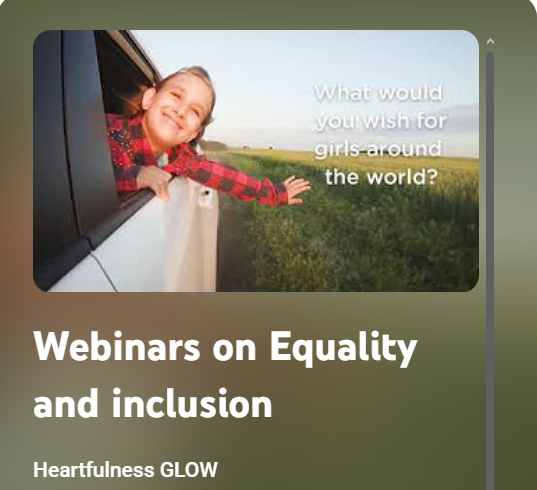 What would
you wish for
girls around
the world?
Webinars on Equality
and inclusion
Heartfulness GLOW